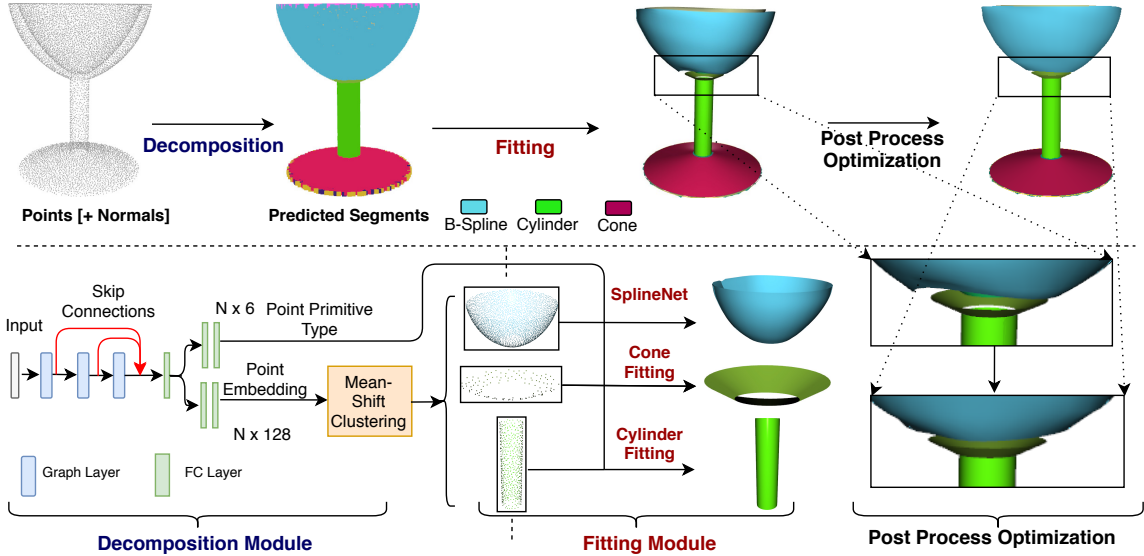 Decomposition
Fitting
Post Process
Optimization
Points [+ Normals]
Predicted Segments
B-Spline
Cylinder
Cone
Skip
Connections
Input
N x 6
Point Primitive
Type
Point
Embedding
N x 128
Mean-
Shift
Clustering
Graph Layer
FC Layer
SplineNet
Cone
Fitting
Cylinder
Fitting
Decomposition Module
Fitting Module
Post Process Optimization